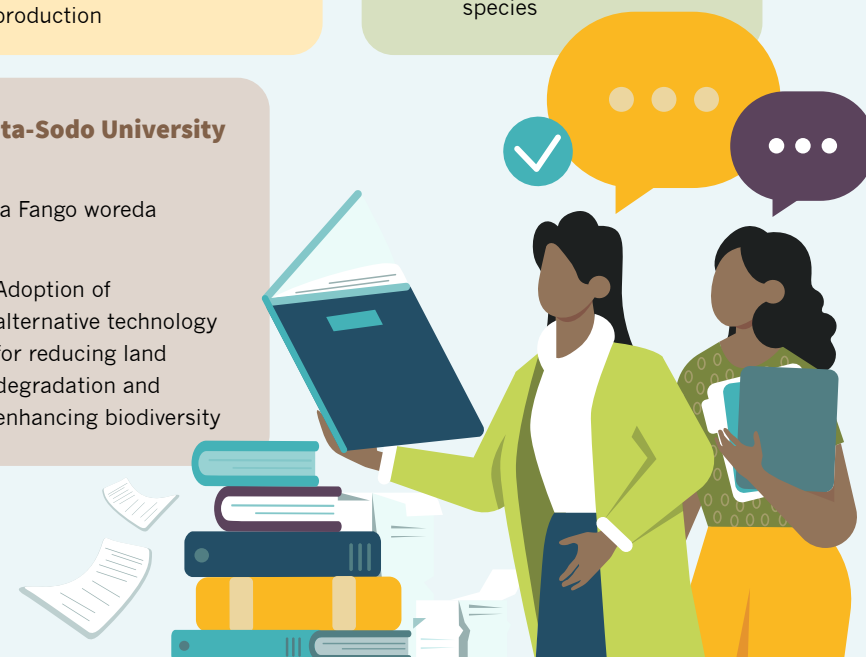 production
species
ta-Sodo University
a Fango woreda
Adoption of
alternative technology
for reducing land
degradation and
enhancing biodiversity